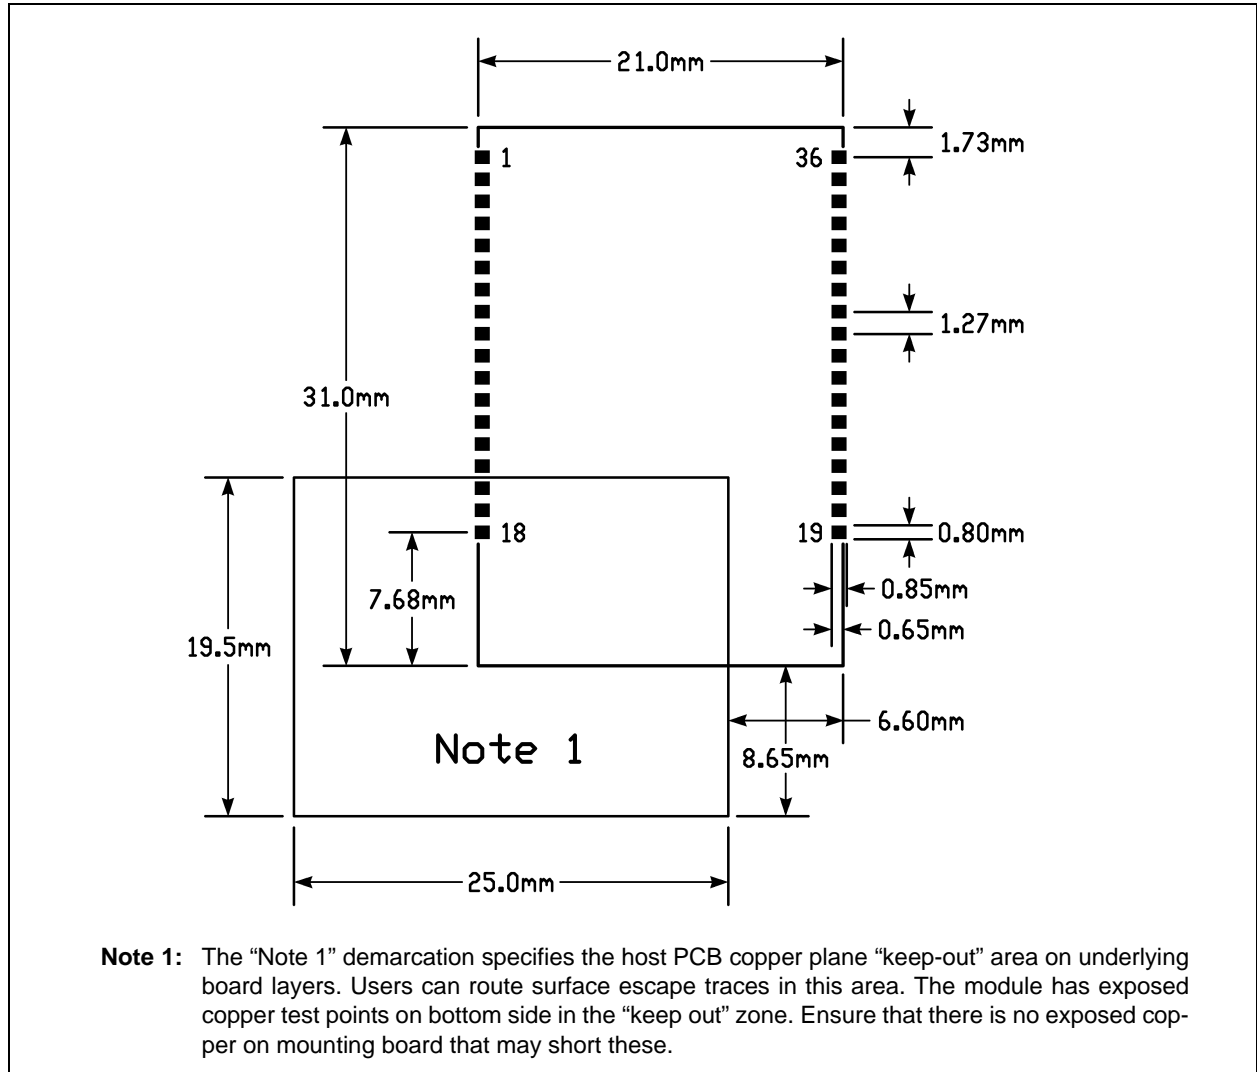 21.0mm
1.73mm
1
36
1.27mm
31.0mm
18
19
0.80mm
7.68mm
0.85mm
0.65mm
19.5mm
6.60mm
Note 1
8.65mm
25.0mm
Note 1: The “Note 1” demarcation specifies the host PCB copper plane “keep-out” area on underlying
board layers. Users can route surface escape traces in this area. The module has exposed
copper test points on bottom side in the “keep out” zone. Ensure that there is no exposed cop-
per on mounting board that may short these.